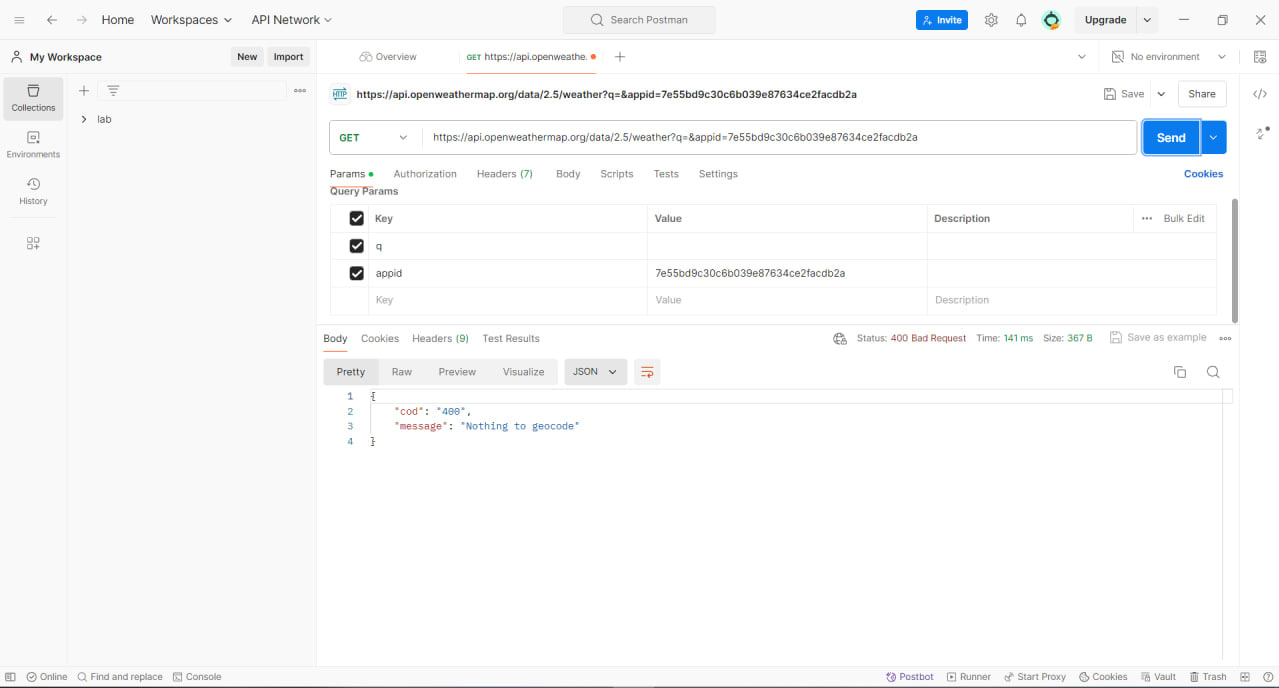 Home Workspaces API Network Search Postman Invite Upgrade
My Workspace New Import Overview GET https://api.openweathe. No environment
Collections
lab
Environments
History
HTTP https://api.openweathermap.org/data/2.5/weather?q=&appid=7e55bd9c30c6b039e87634ce2facdb2a Save Share
GET https://api.openweathermap.org/data/2.5/weather?q=&appid=7e55bd9c30c6b039e87634ce2facdb2a Send
Params Authorization Headers (7) Body Scripts Tests Settings Cookies
Query Params
Key Value Description Bulk Edit
q
appid 7e55bd9c30c6b039e87634ce2facdb2a
Key Value Description
Body Cookies Headers (9) Test Results Status: 400 Bad Request Time: 141 ms Size: 367 B Save as example
Pretty Raw Preview Visualize JSON
1 {
2 "cod": "400",
3 "message": "Nothing to geocode"
4 }
Online Find and replace Console Postbot Runner Start Proxy Cookies Vault Trash